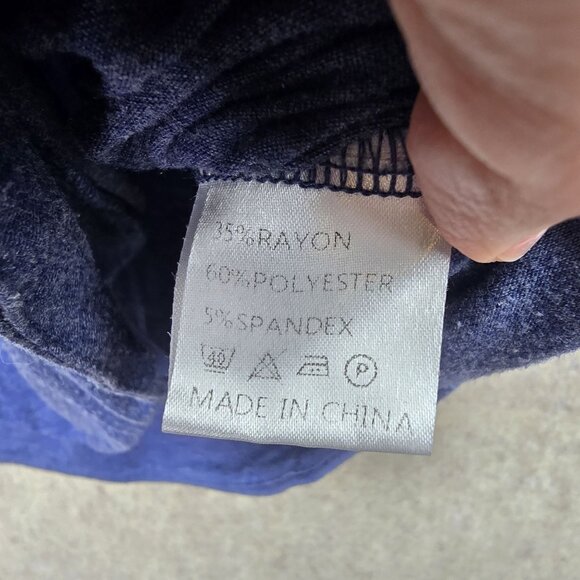 35%RAYON
60%POLYESTER
5%SPANDEX
40 P
MADE IN CHINA